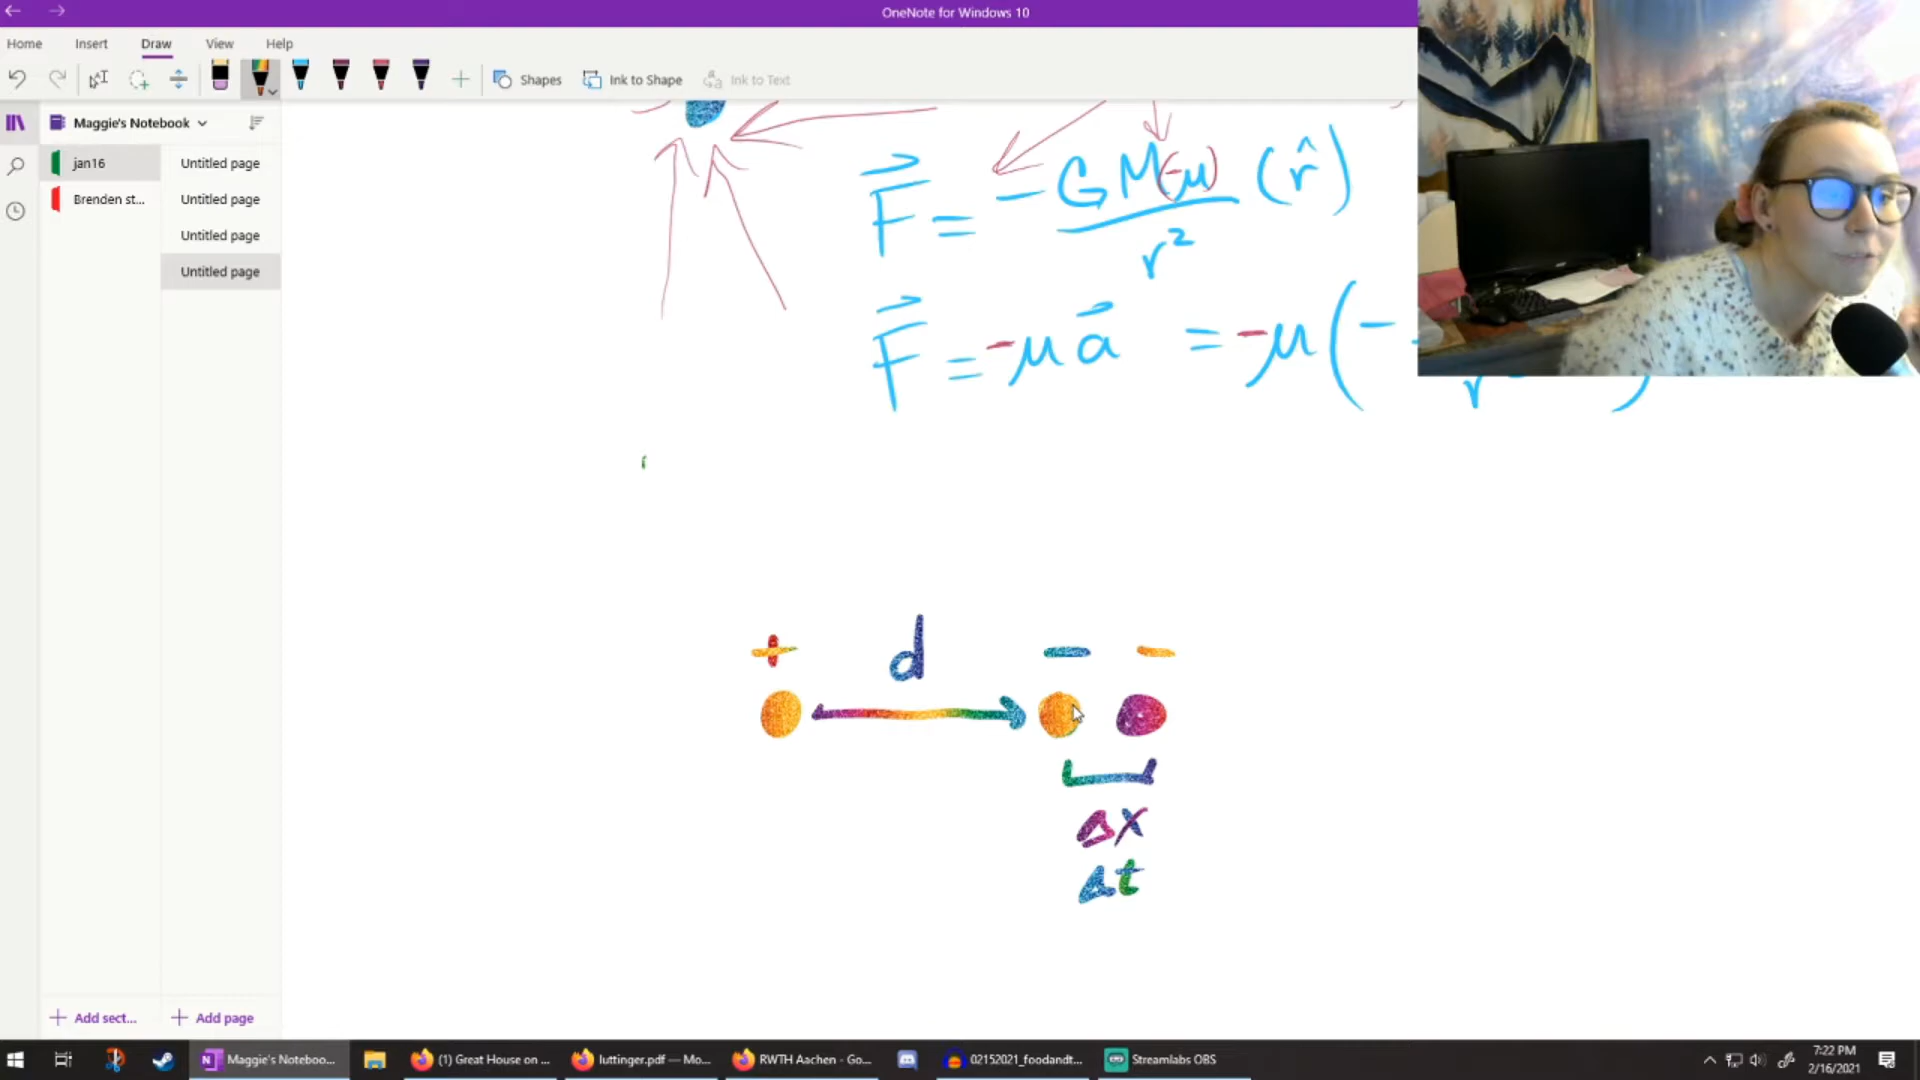 OneNote for Windows 10
Home Insert Draw View Help
Shapes Ink to Shape Ink to Text
Maggie's Notebook
jan16
Brenden st...
Untitled page
Untitled page
Untitled page
Untitled page
F⃗ = -GM(-μ)/r² (r̂)
F⃗ = -μa⃗ = -μ(-
r
+ d - -
Δx
Δt
+ Add sect... + Add page
Maggie's Noteboo... (1) Great House on ... luttinger.pdf — Mo... RWTH Aachen - Go... 02152021_foodandt... Streamlabs OBS
7:22 PM
2/16/2021